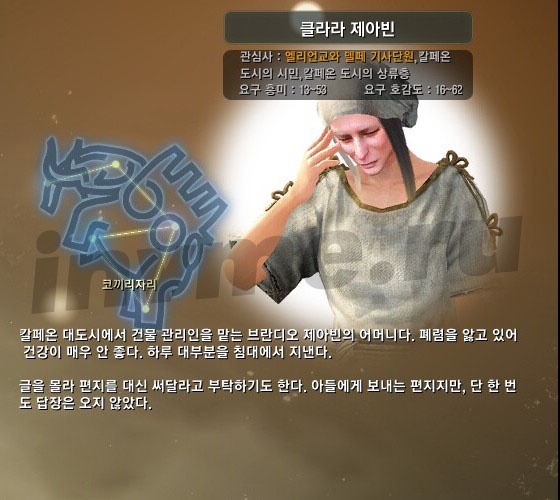 클라라 제아빈
관심사 : 엘리언교와 델페 기사단원,칼페온
도시의 시민,칼페온 도시의 상류층
요구 흥미 : 13~53 요구 호감도 : 16~62
코끼리자리
inrme.ru
칼페온 대도시에서 건물 관리인을 맡는 브란디오 제아빈의 어머니다. 폐렴을 앓고 있어
건강이 매우 안 좋다. 하루 대부분을 침대에서 지낸다.
글을 몰라 편지를 대신 써달라고 부탁하기도 한다. 아들에게 보내는 편지지만, 단 한 번
도 답장은 오지 않았다.